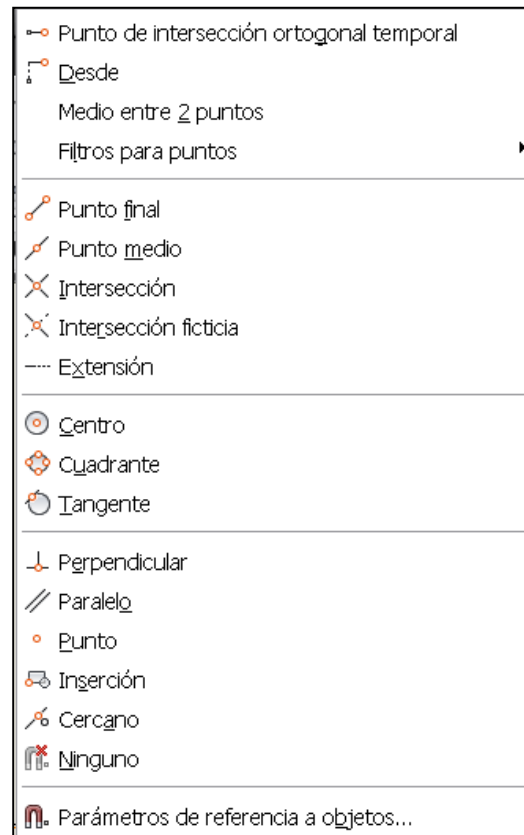 Punto de intersección ortogonal temporal
Desde
Medio entre 2 puntos
Filtros para puntos
Punto final
Punto medio
Intersección
Intersección ficticia
Extensión
Centro
Cuadrante
Tangente
Perpendicular
Paralelo
Punto
Inserción
Cercano
Ninguno
Parámetros de referencia a objetos...